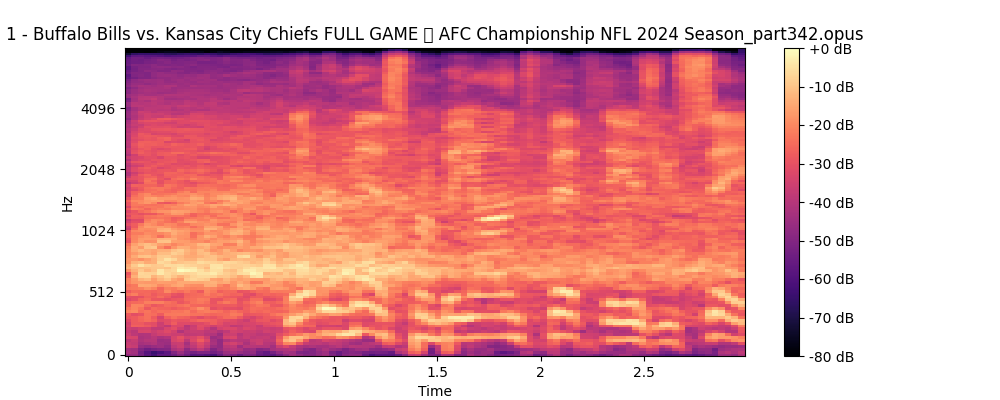 1 - Buffalo Bills vs. Kansas City Chiefs FULL GAME  AFC Championship NFL 2024 Season_part342.opus
+0 dB
-10 dB
-20 dB
-30 dB
-40 dB
-50 dB
-60 dB
-70 dB
-80 dB
4096
2048
1024
512
0
Hz
0
0.5
1
1.5
2
2.5
Time